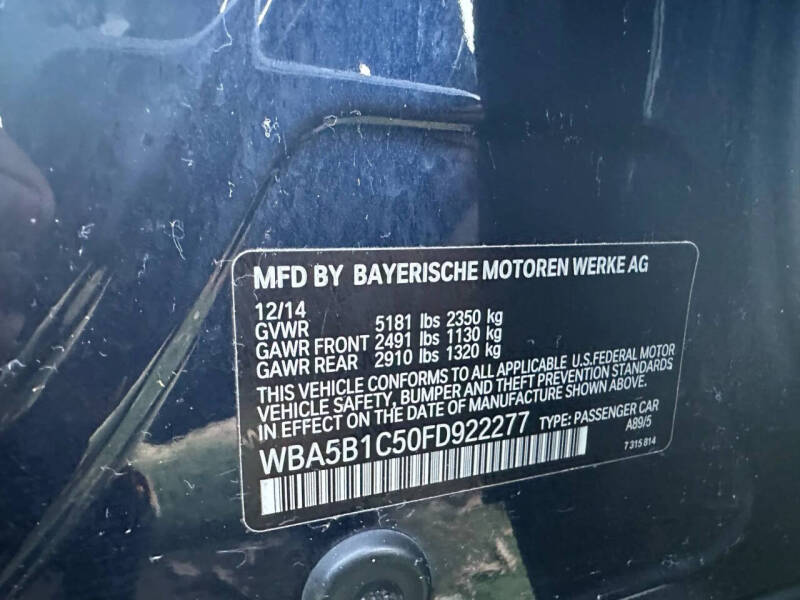 MFD BY BAYERISCHE MOTOREN WERKE AG
12/14
GVWR 5181 lbs 2350 kg
GAWR FRONT 2491 lbs 1130 kg
GAWR REAR 2910 lbs 1320 kg
THIS VEHICLE CONFORMS TO ALL APPLICABLE U.S.FEDERAL MOTOR
VEHICLE SAFETY, BUMPER AND THEFT PREVENTION STANDARDS
IN EFFECT ON THE DATE OF MANUFACTURE SHOWN ABOVE.
WBA5B1C50FD922277 TYPE: PASSENGER CAR
A89/5
7 315 814